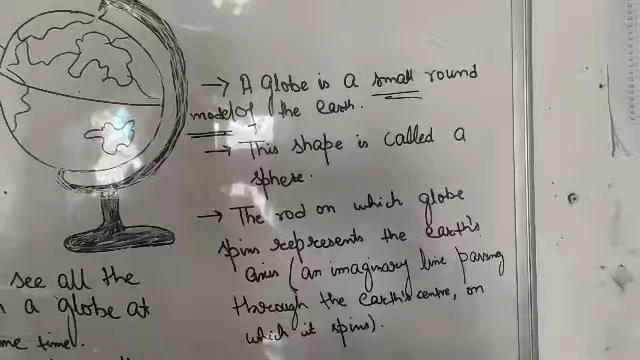 → A globe is a small round
model of the earth.
→ This shape is called a
sphere.
→ The rod on which globe
spins represents the earth's
axis (an imaginary line passing
through the earth's centre, on
which it spins).
see all the
a globe at
me time.